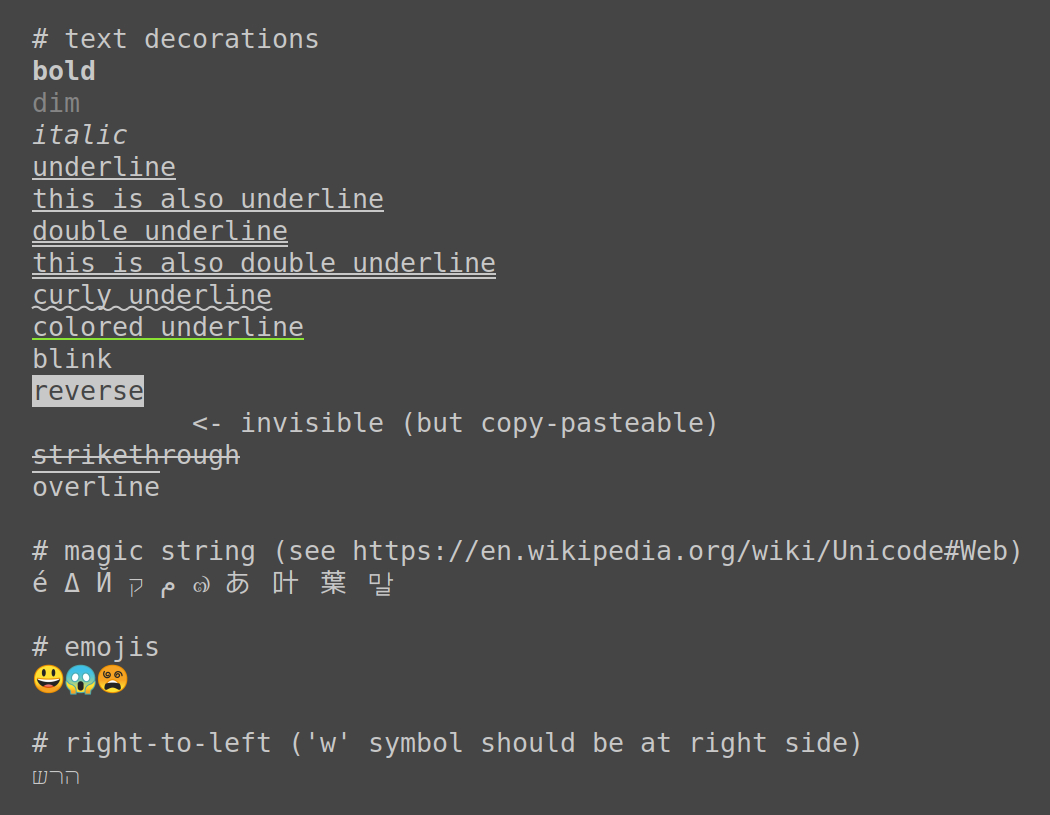 # text decorations
bold
dim
italic
underline
this is also underline
double underline
this is also double underline
curly underline
colored underline
blink
reverse
<- invisible (but copy-pasteable)
strikethrough
overline
# magic string (see https://en.wikipedia.org/wiki/Unicode#Web)
é Δ Й ק م ๗ あ 叶 葉 말
# emojis
😃😱😵
# right-to-left ('w' symbol should be at right side)
הרש